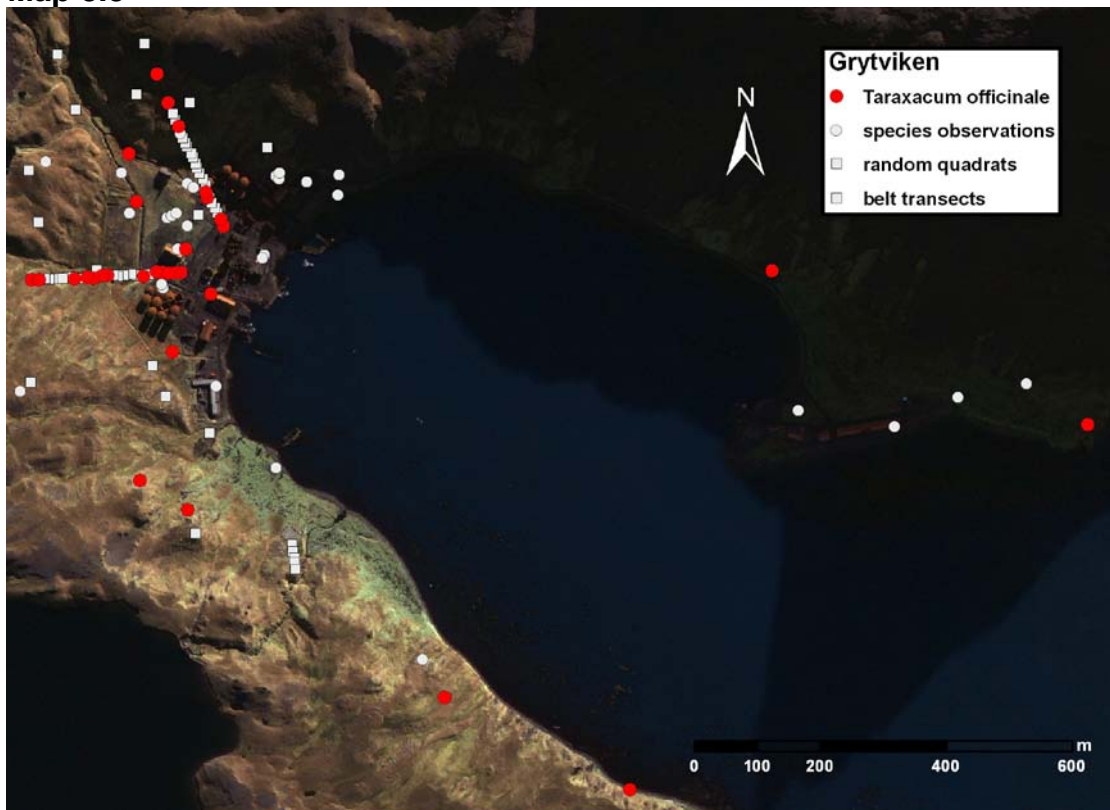 Grytviken
Taraxacum officinale
species observations
random quadrats
belt transects
N
m
0 100 200 400 600